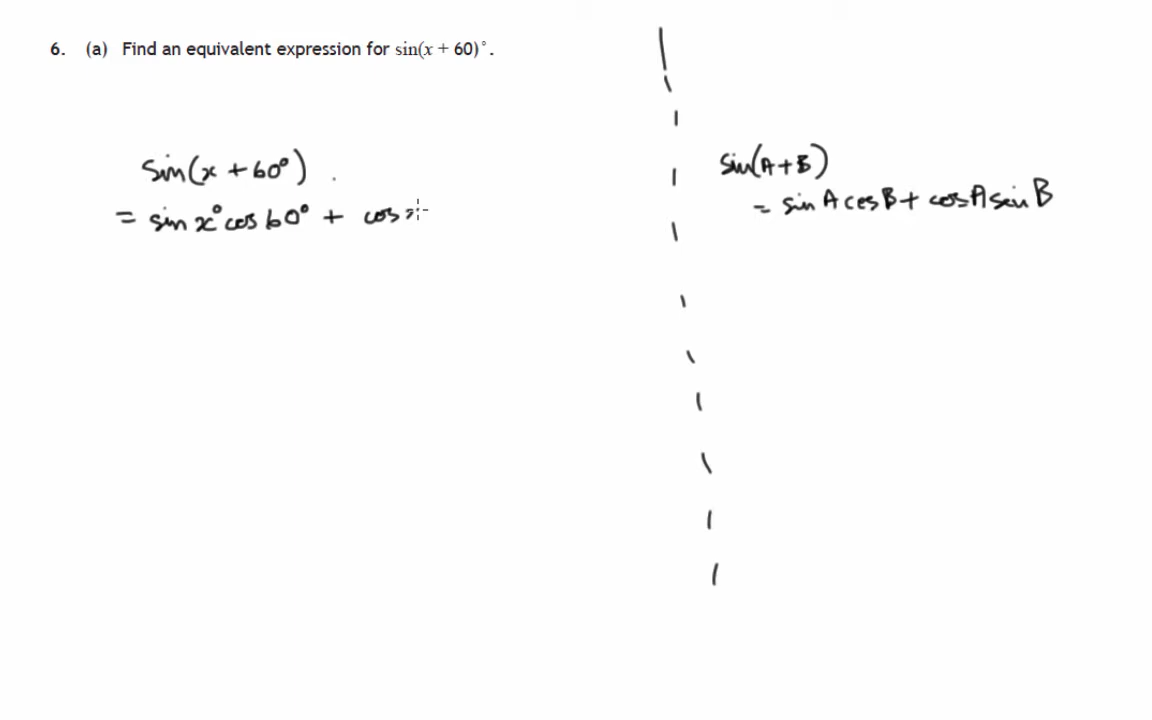 6. (a) Find an equivalent expression for sin(x + 60)°.
sin(x + 60°)
= sin x° cos 60° + cos x
sin(A+B)
= sin A cos B + cos A sin B